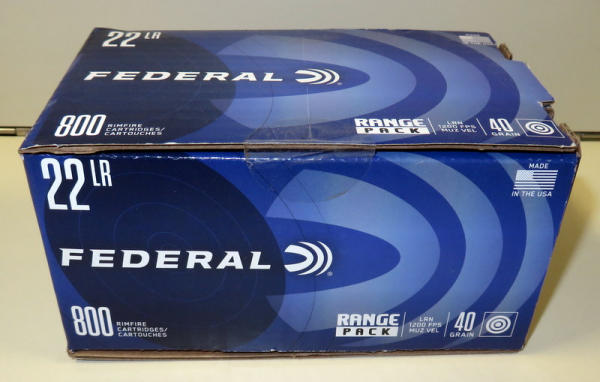 22 LR
FEDERAL
800 RIMFIRE
CARTRIDGES/
CARTOUCHES
RANGE
PACK
LRN
1200 FPS
MUZ VEL
40
GRAIN
22 LR
MADE
IN THE USA
FEDERAL
800 RIMFIRE
CARTRIDGES/
CARTOUCHES
RANGE
PACK
LRN
1200 FPS
MUZ VEL
40
GRAIN